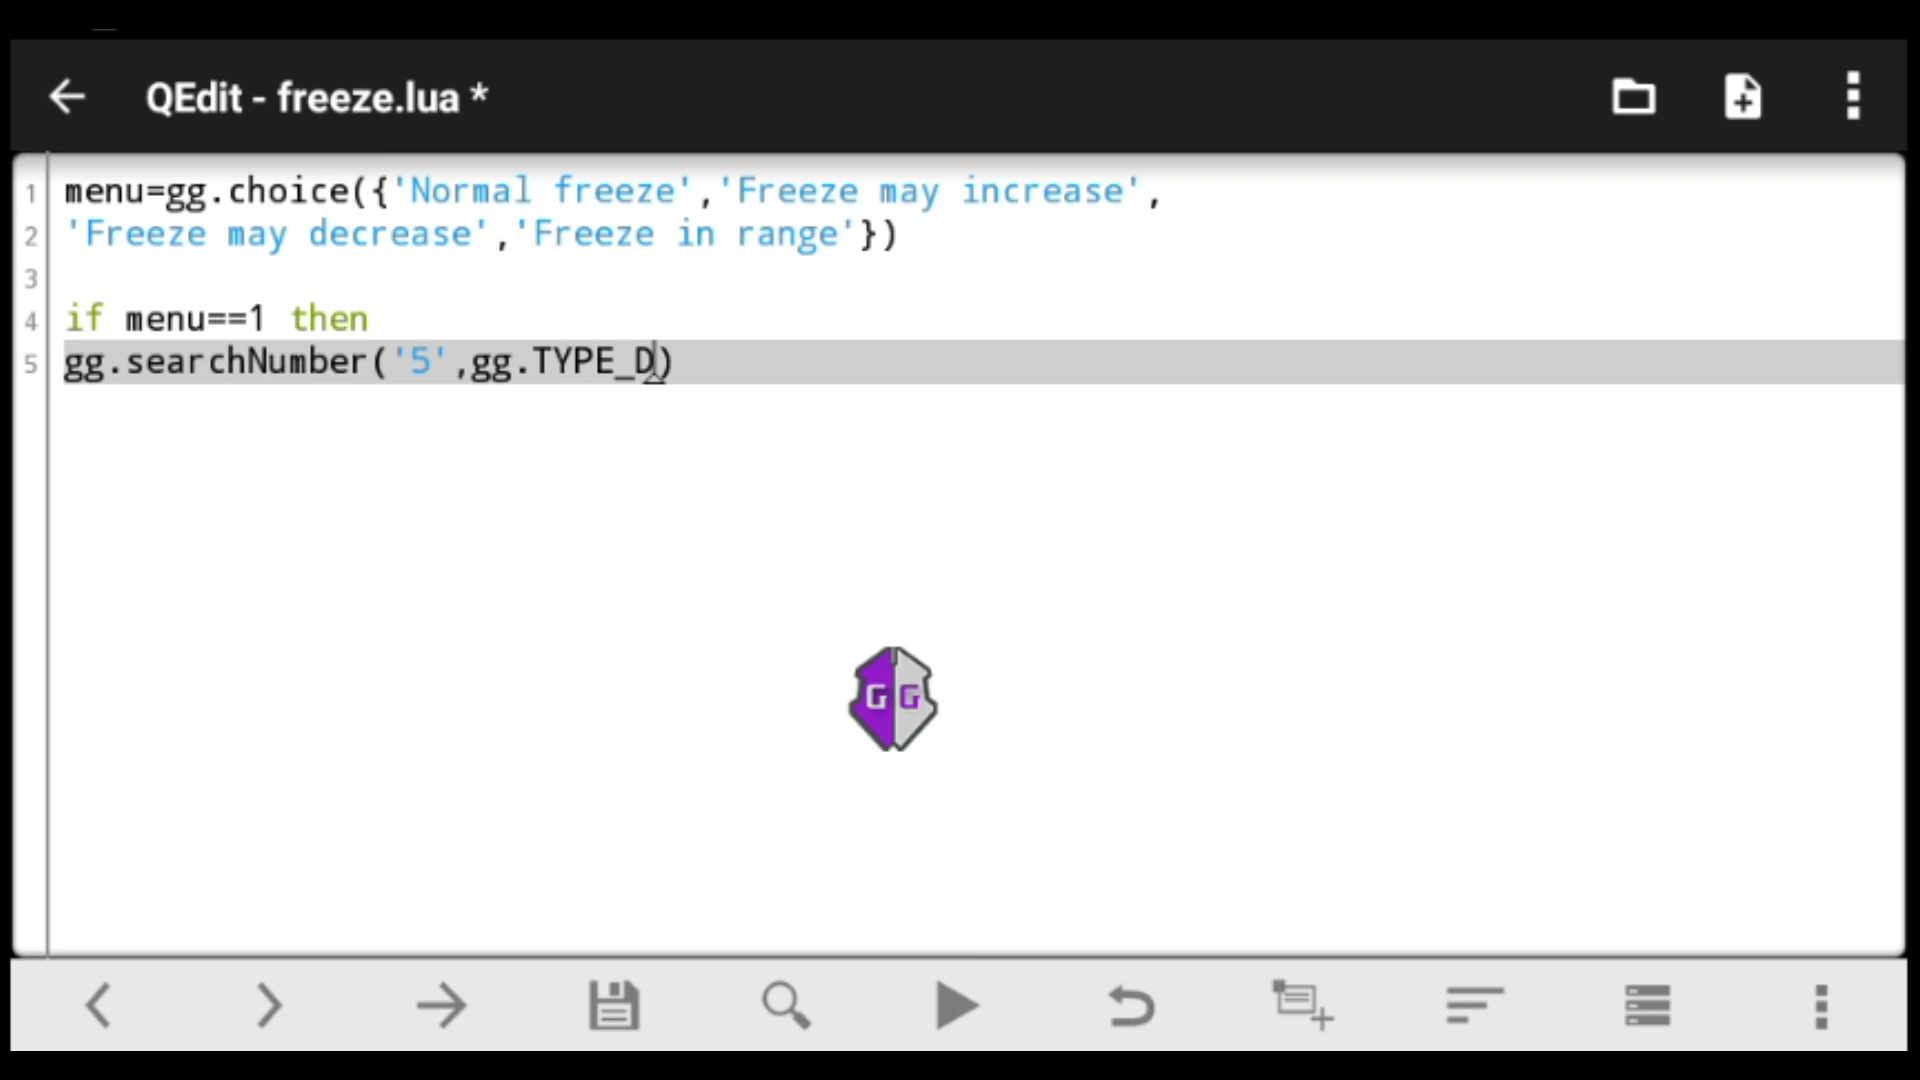 QEdit - freeze.lua *
1 menu=gg.choice({'Normal freeze','Freeze may increase',
2 'Freeze may decrease','Freeze in range'})
3
4 if menu==1 then
5 gg.searchNumber('5',gg.TYPE_D)
GG